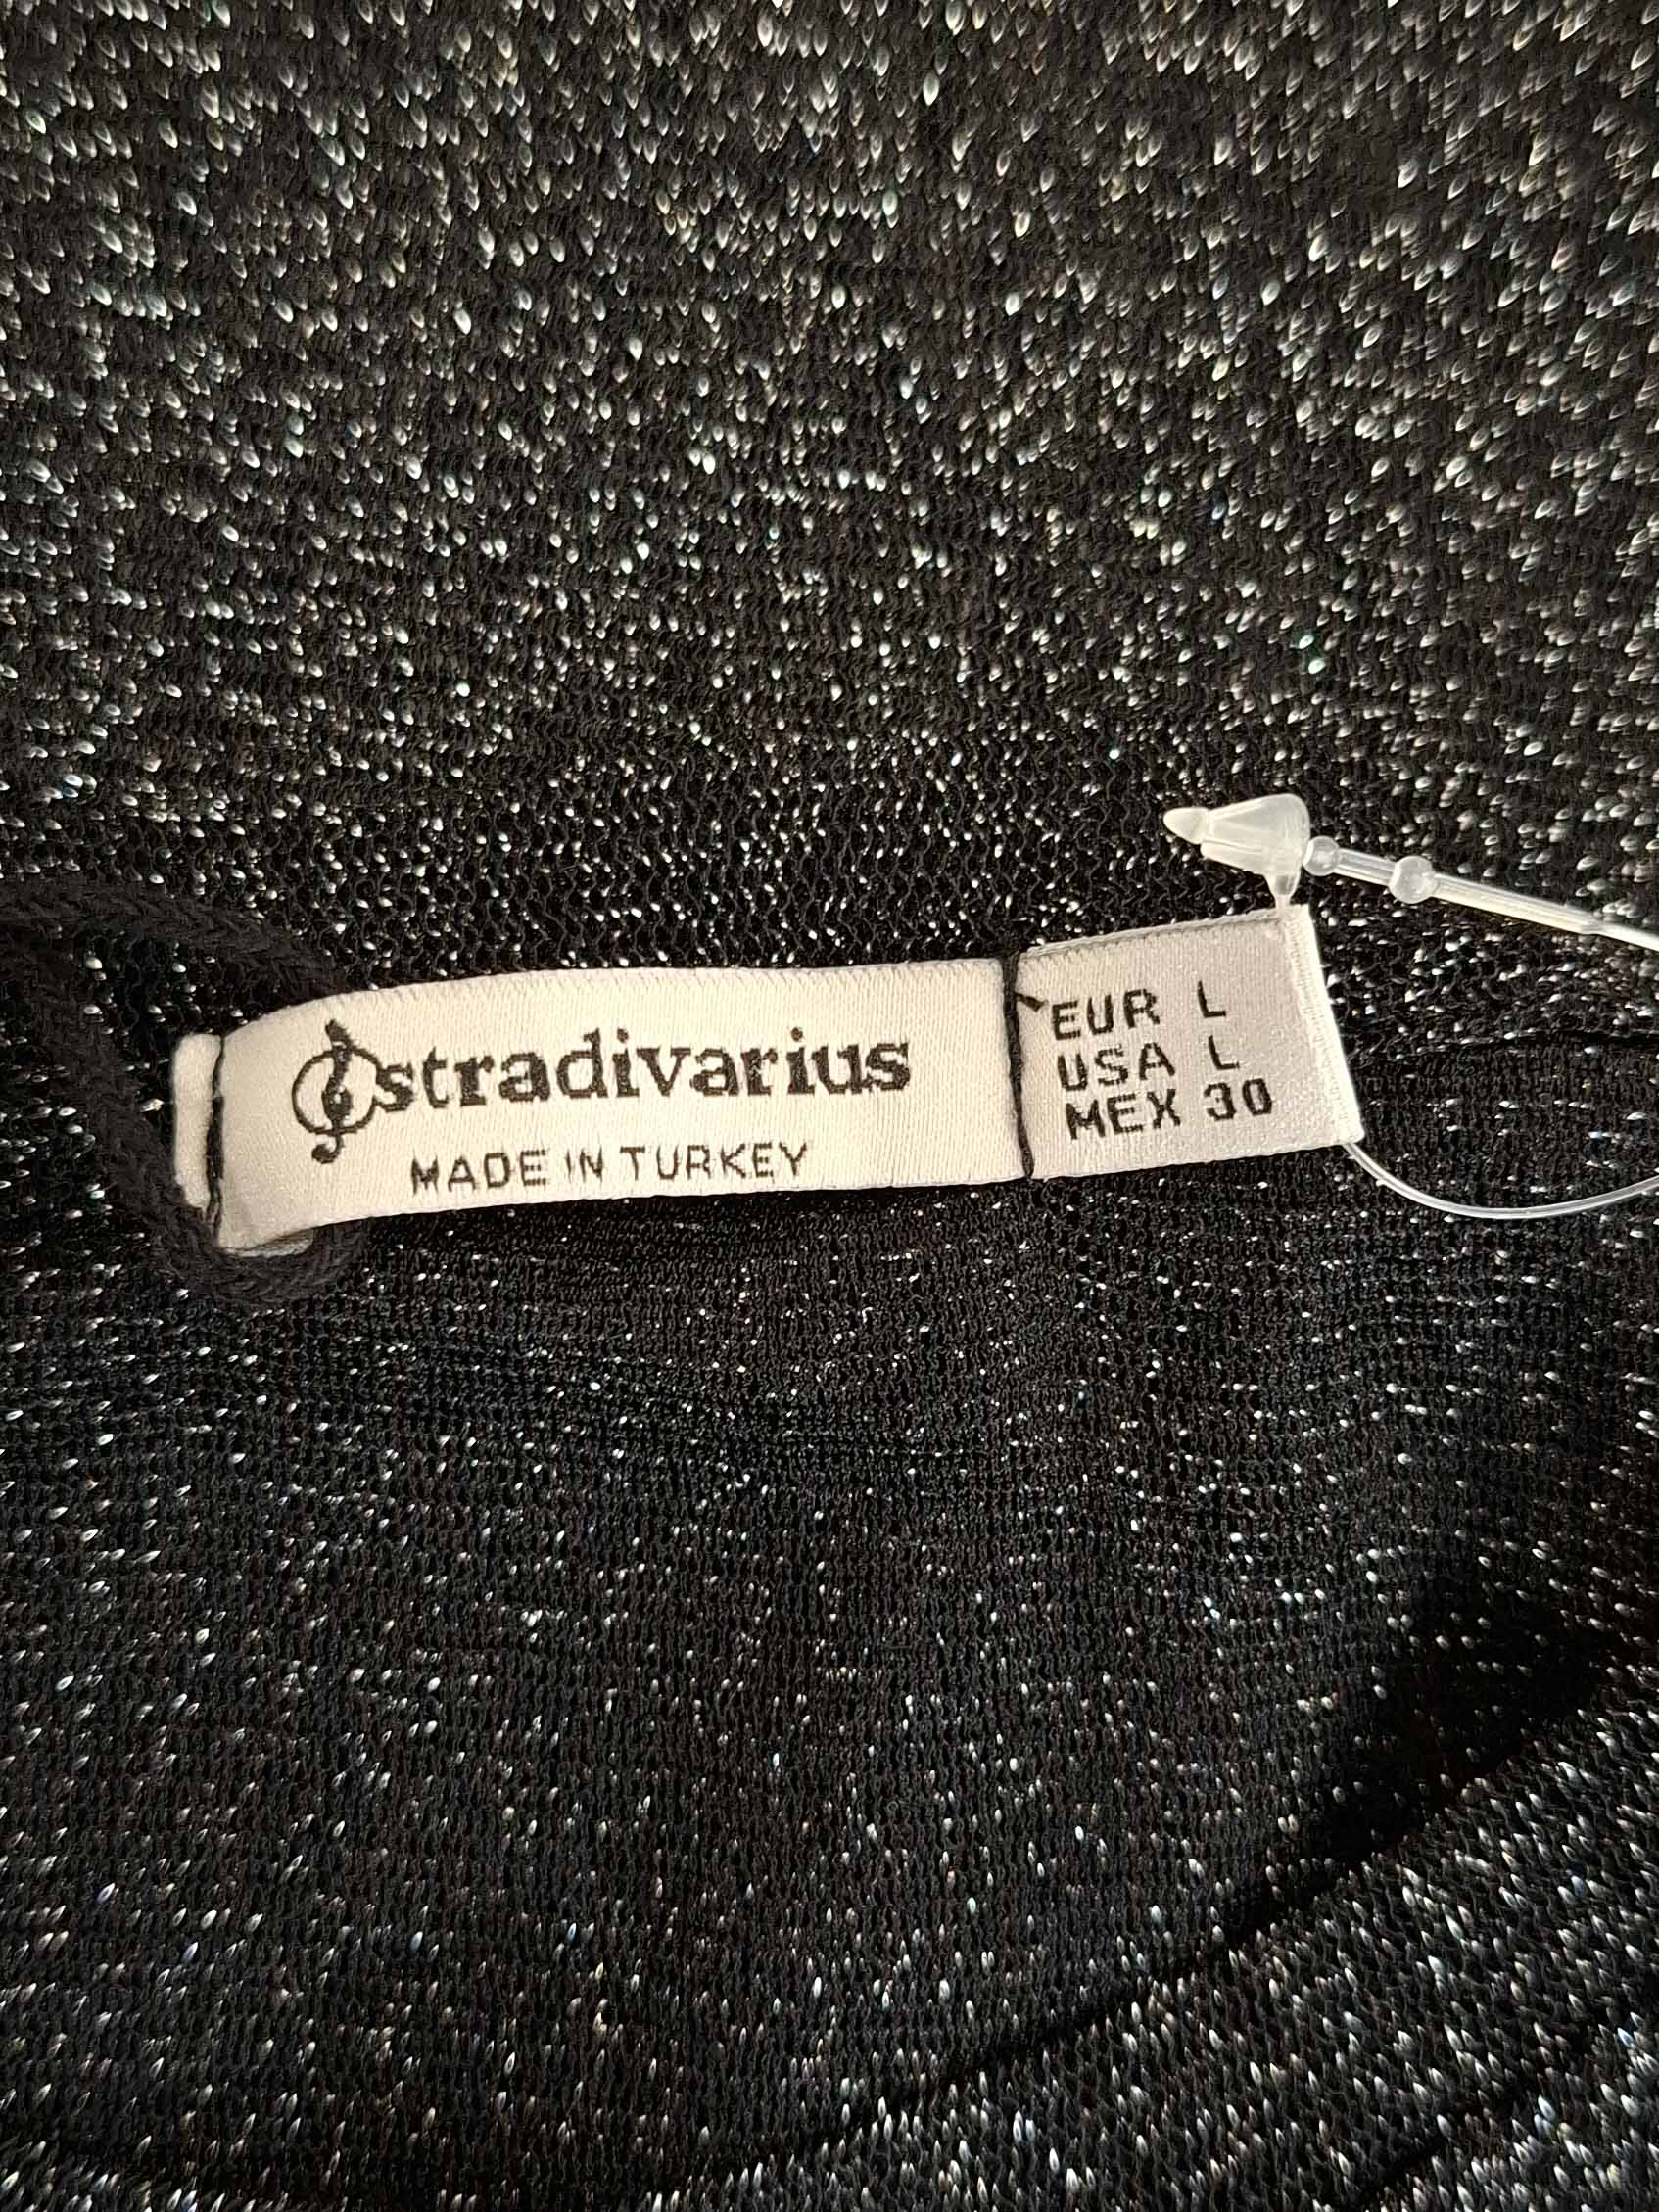 stradivarius
MADE IN TURKEY
EUR L
USA L
MEX 30